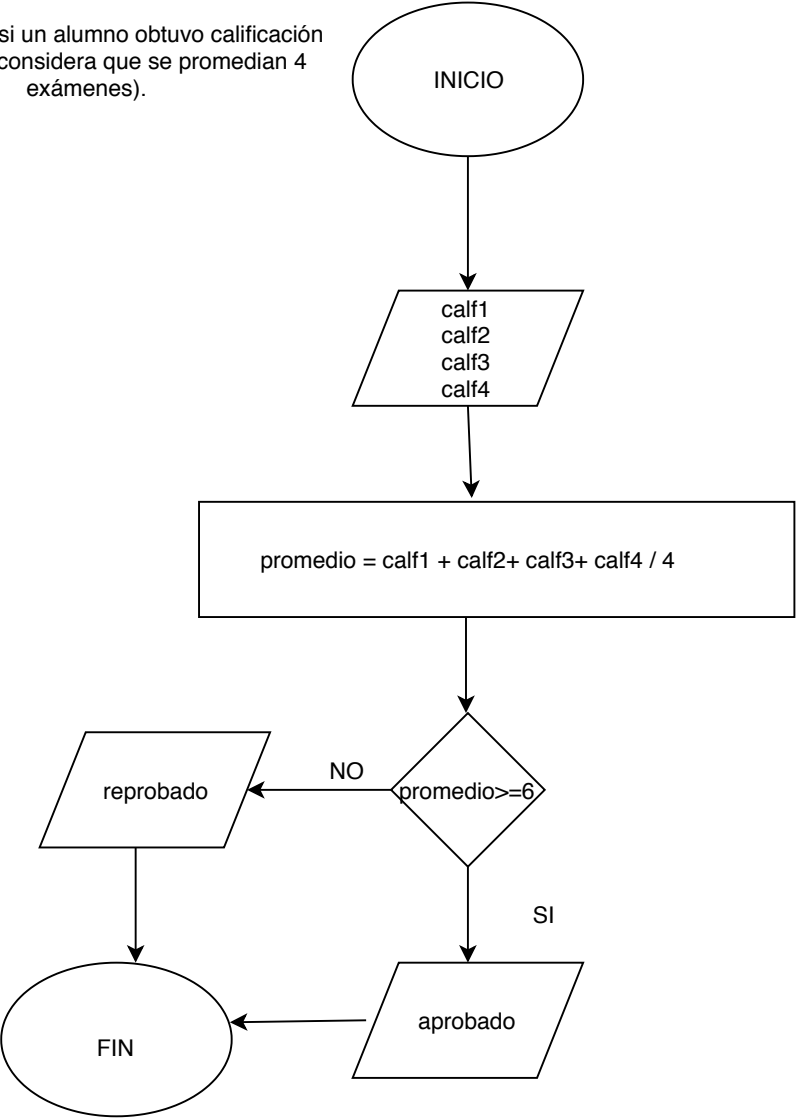 si un alumno obtuvo calificación
considera que se promedian 4
exámenes).
INICIO
calf1
calf2
calf3
calf4
promedio = calf1 + calf2+ calf3+ calf4 / 4
promedio>=6
NO
reprobado
SI
aprobado
FIN